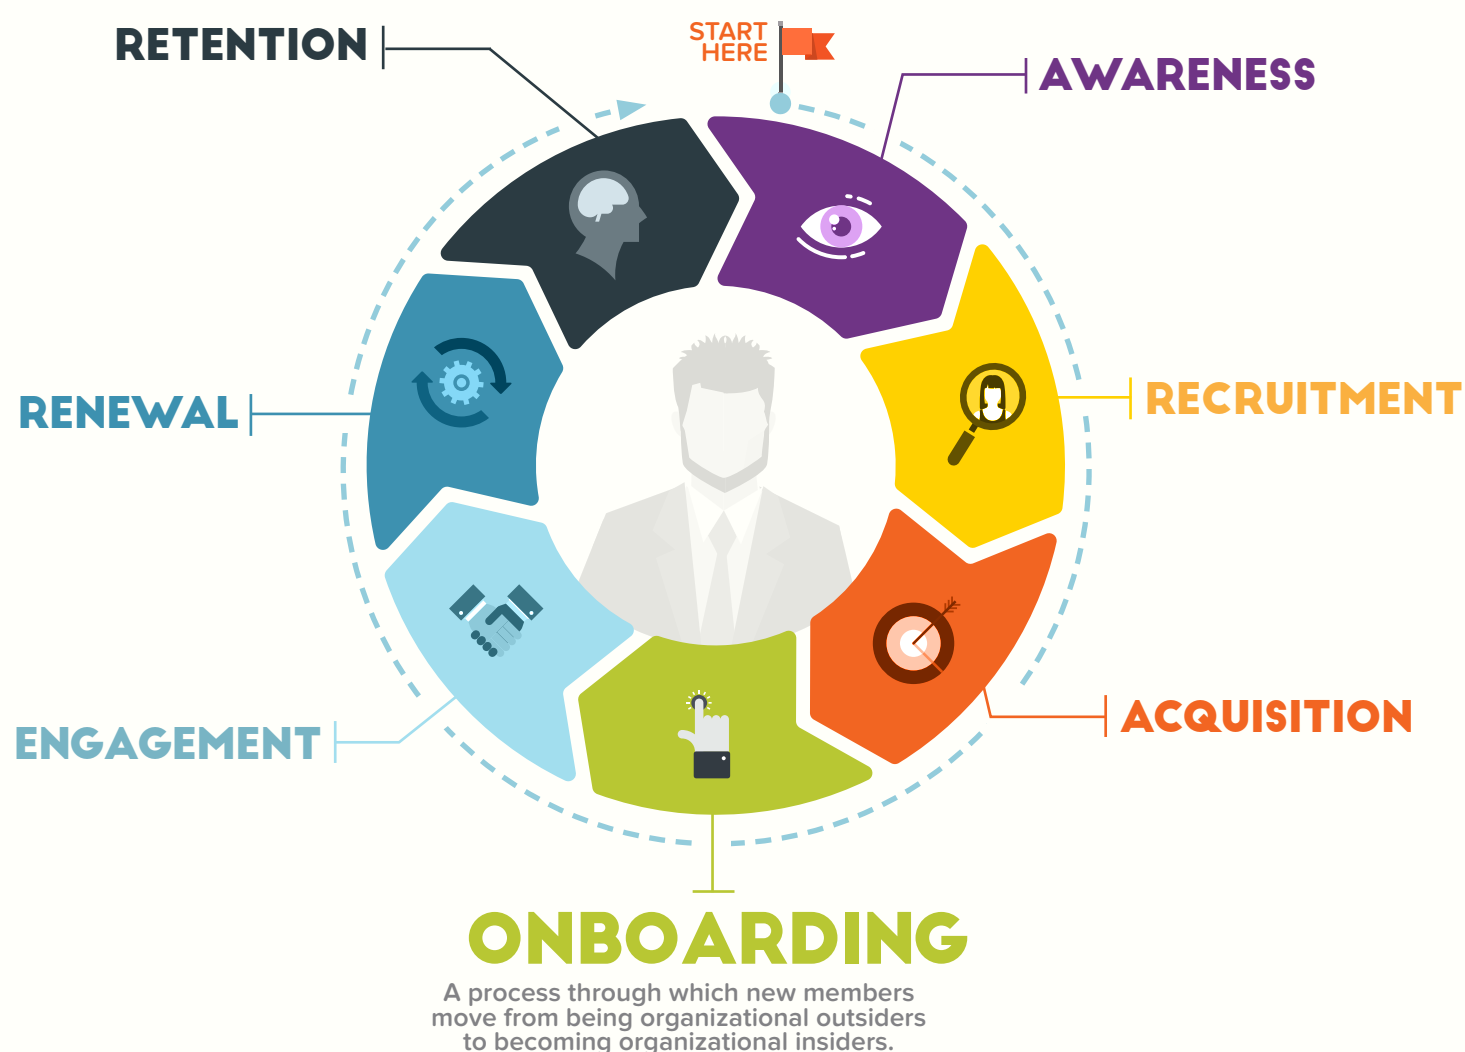 START
HERE
AWARENESS
RECRUITMENT
ACQUISITION
ONBOARDING
A process through which new members
move from being organizational outsiders
to becoming organizational insiders.
ENGAGEMENT
RENEWAL
RETENTION